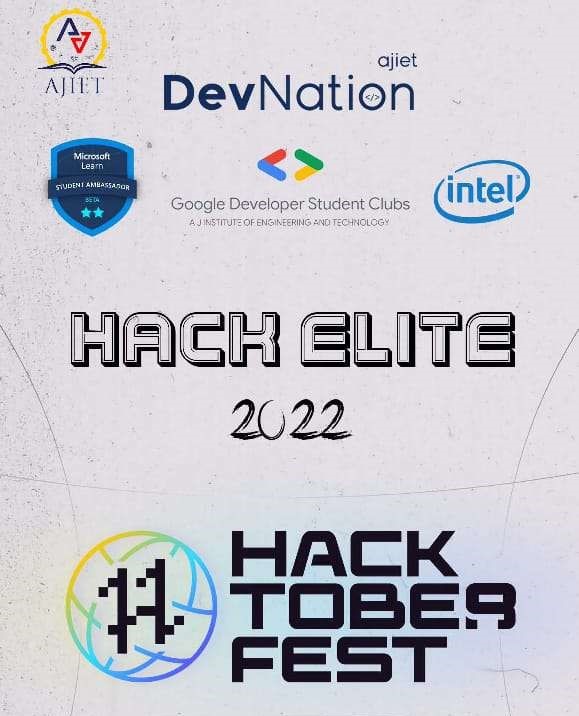 AJIET
ajiet
DevNation
</>
Microsoft
Learn
STUDENT AMBASSADOR
BETA
Google Developer Student Clubs
A J INSTITUTE OF ENGINEERING AND TECHNOLOGY
intel
HACK ELITE
2022
HACK
TOBER
FEST